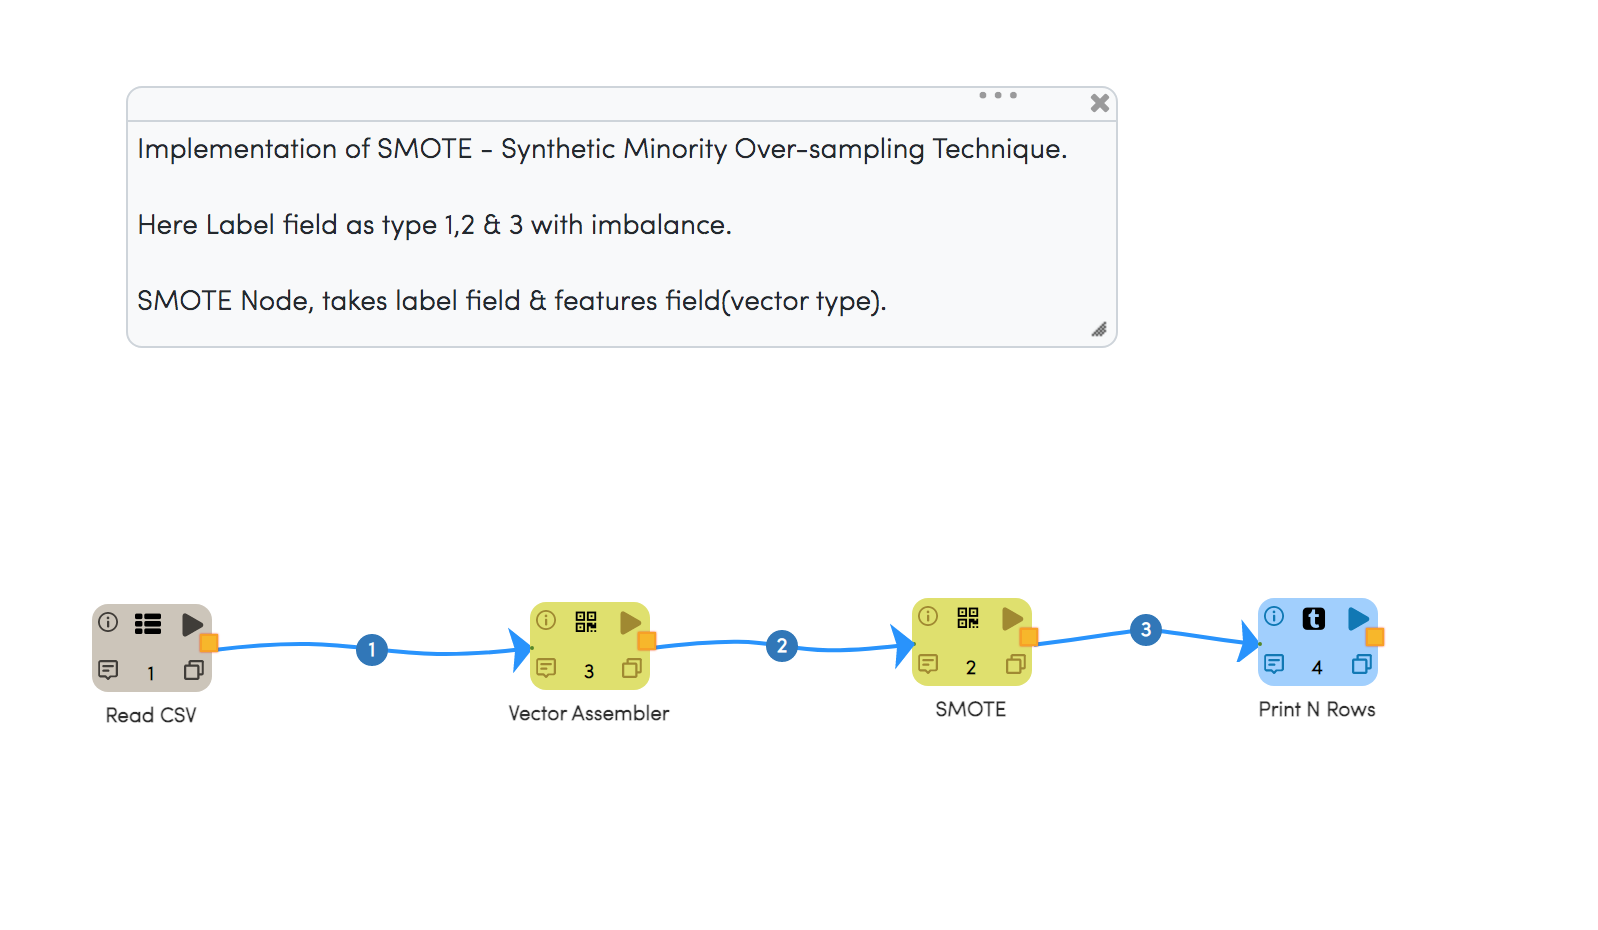 Implementation of SMOTE - Synthetic Minority Over-sampling Technique.
Here Label field as type 1,2 & 3 with imbalance.
SMOTE Node, takes label field & features field(vector type).
1
2
3
1
3
2
4
Read CSV
Vector Assembler
SMOTE
Print N Rows